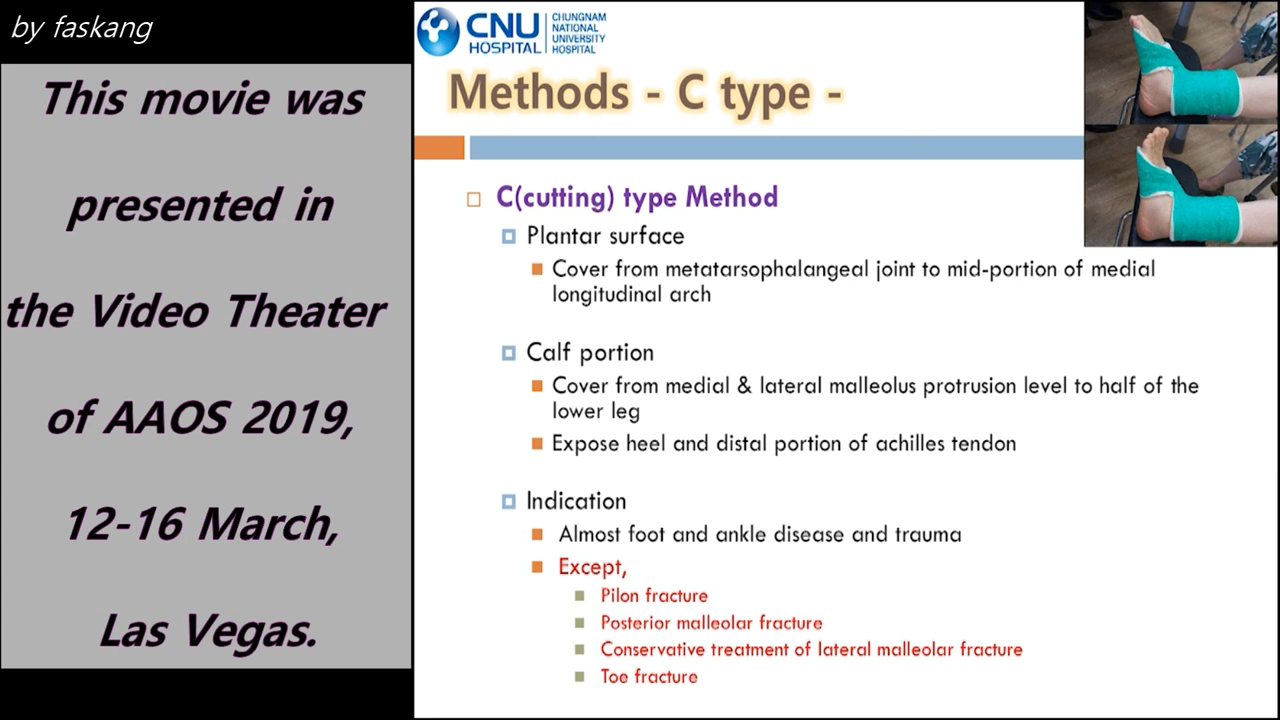 by faskang
This movie was
presented in
the Video Theater
of AAOS 2019,
12-16 March,
Las Vegas.
CNU
HOSPITAL
CHUNGNAM
NATIONAL
UNIVERSITY
HOSPITAL
Methods - C type -
C(cutting) type Method
Plantar surface
Cover from metatarsophalangeal joint to mid-portion of medial
longitudinal arch
Calf portion
Cover from medial & lateral malleolus protrusion level to half of the
lower leg
Expose heel and distal portion of achilles tendon
Indication
Almost foot and ankle disease and trauma
Except,
Pilon fracture
Posterior malleolar fracture
Conservative treatment of lateral malleolar fracture
Toe fracture